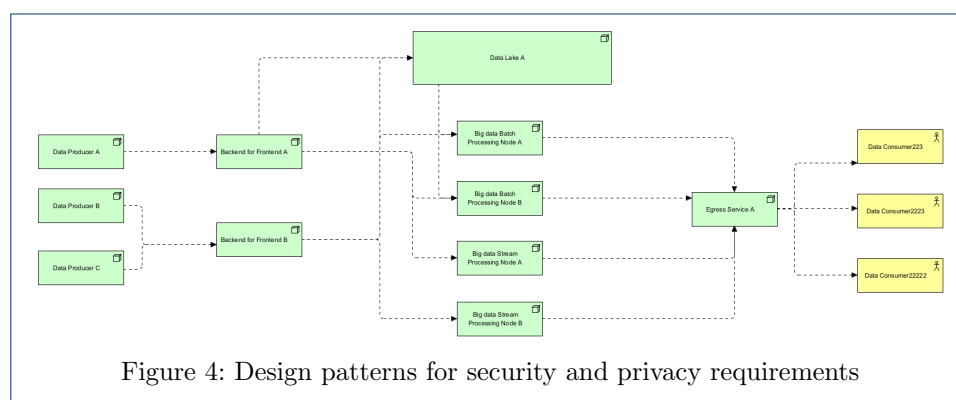 Data Lake A
Data Producer A
Backend for Frontend A
Big data Batch
Processing Node A
Data Consumer223
Data Producer B
Big data Batch
Processing Node B
Egress Service A
Data Consumer2223
Backend for Frontend B
Data Producer C
Big data Stream
Processing Node A
Data Consumer22222
Big data Stream
Processing Node B
Figure 4: Design patterns for security and privacy requirements